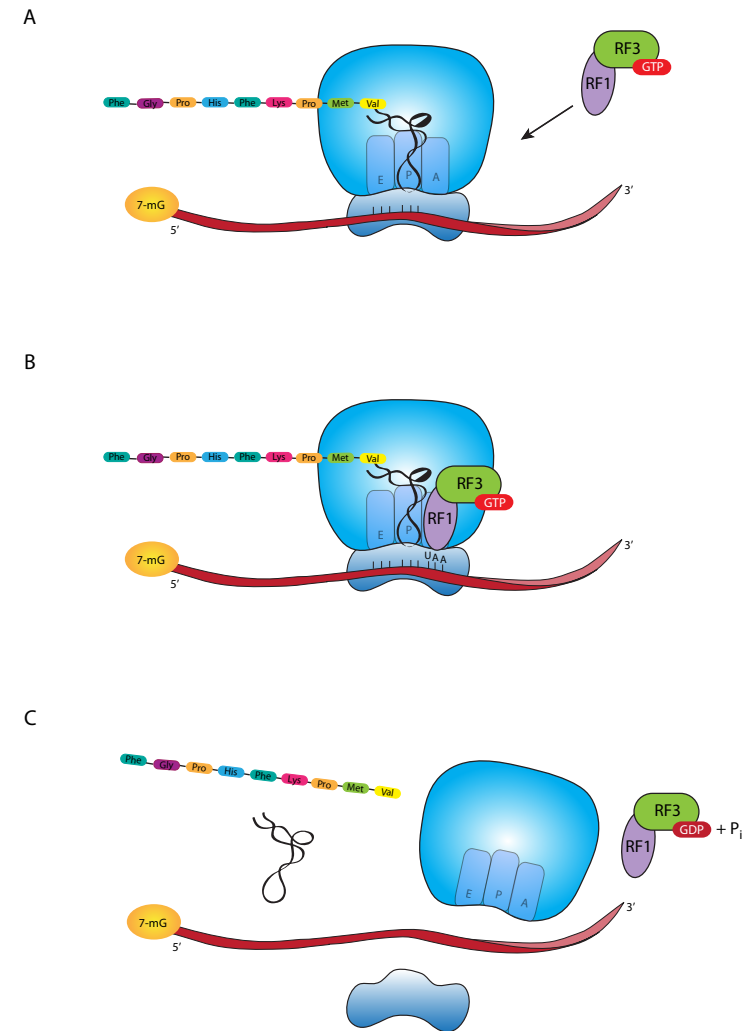 A
RF3
GTP
RF1
Phe Gly Pro His Phe Lys Pro Met Val
E P A
7-mG
5′
3′
B
Phe Gly Pro His Phe Lys Pro Met Val
RF3
GTP
RF1
E P
UAA
7-mG
5′
3′
C
Phe Gly Pro His Phe Lys Pro Met Val
RF3
GDP + Pi
RF1
E P A
7-mG
5′
3′